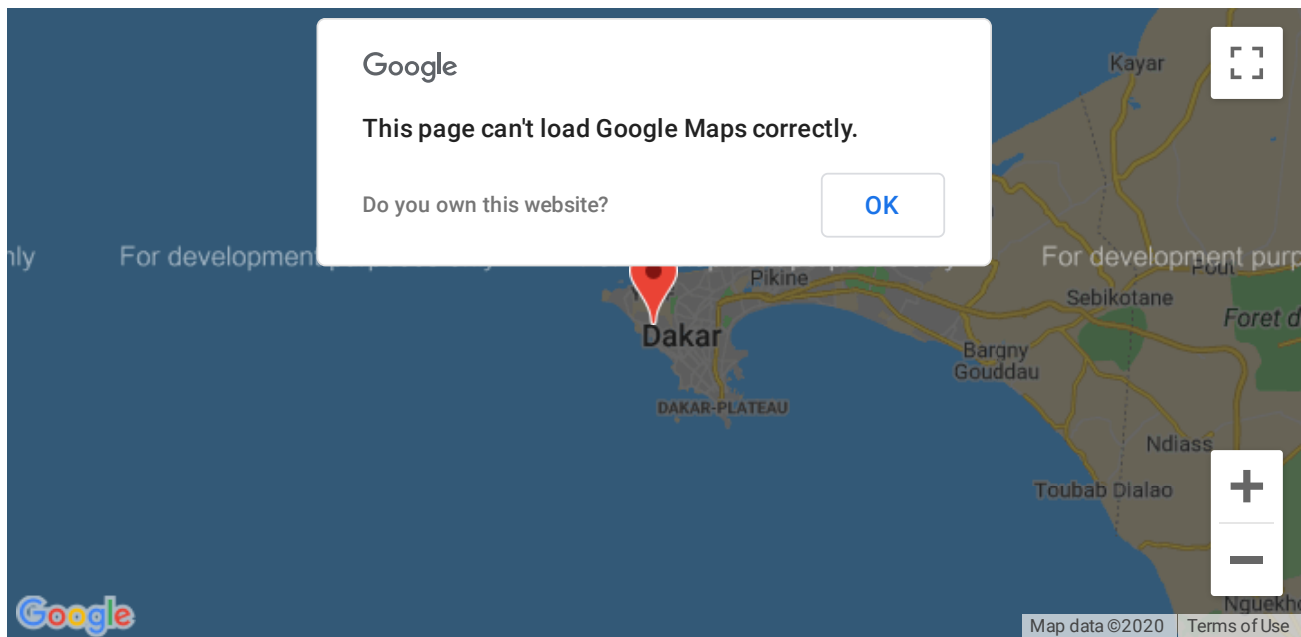 Google
This page can't load Google Maps correctly.
Do you own this website?
OK
Kayar
nly
For development
For development purp
Pout
Pikine
Sebikotane
Foret d
Dakar
Bargny
Gouddau
DAKAR-PLATEAU
Ndiass
Toubab Dialao
Nguekho
Google
Map data ©2020
Terms of Use